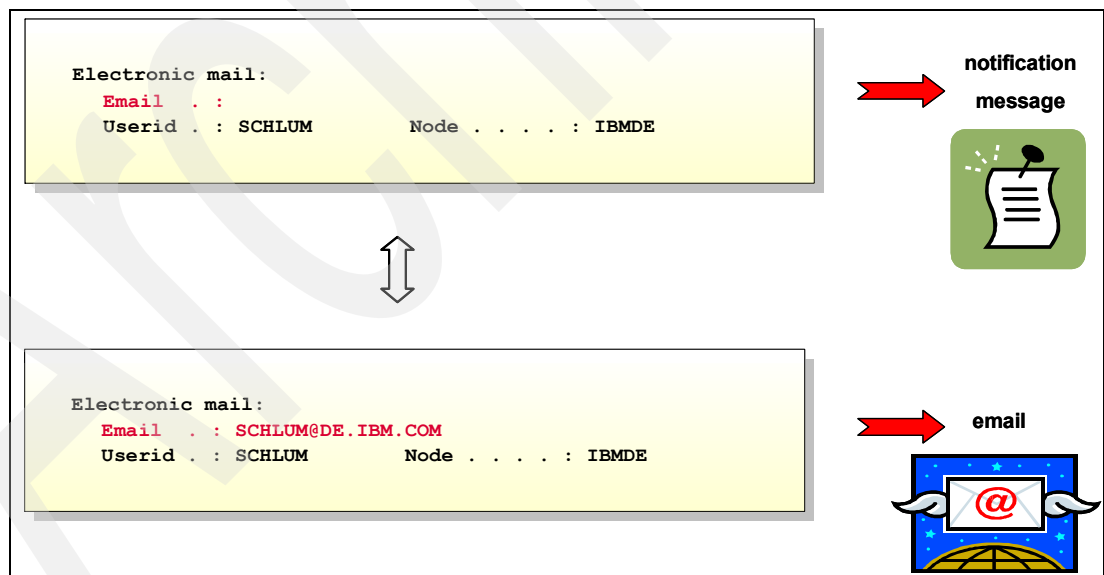 Electronic mail:
Email . :
Userid . : SCHLUM Node . . . . : IBMDE
notification
message
Electronic mail:
Email . : SCHLUM@DE.IBM.COM
Userid . : SCHLUM Node . . . . : IBMDE
email
@